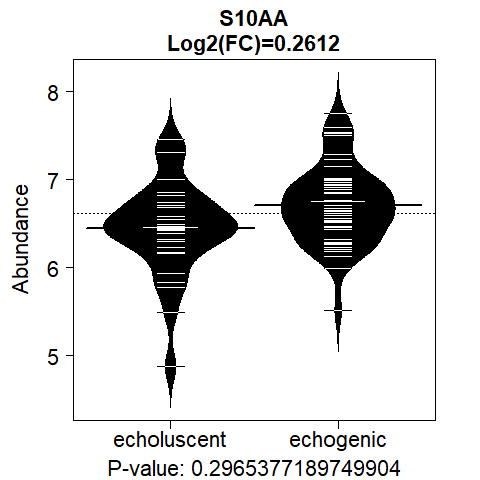 S10AA
Log2(FC)=0.2612
Abundance
8
7
6
5
echoluscent echogenic
P-value: 0.2965377189749904